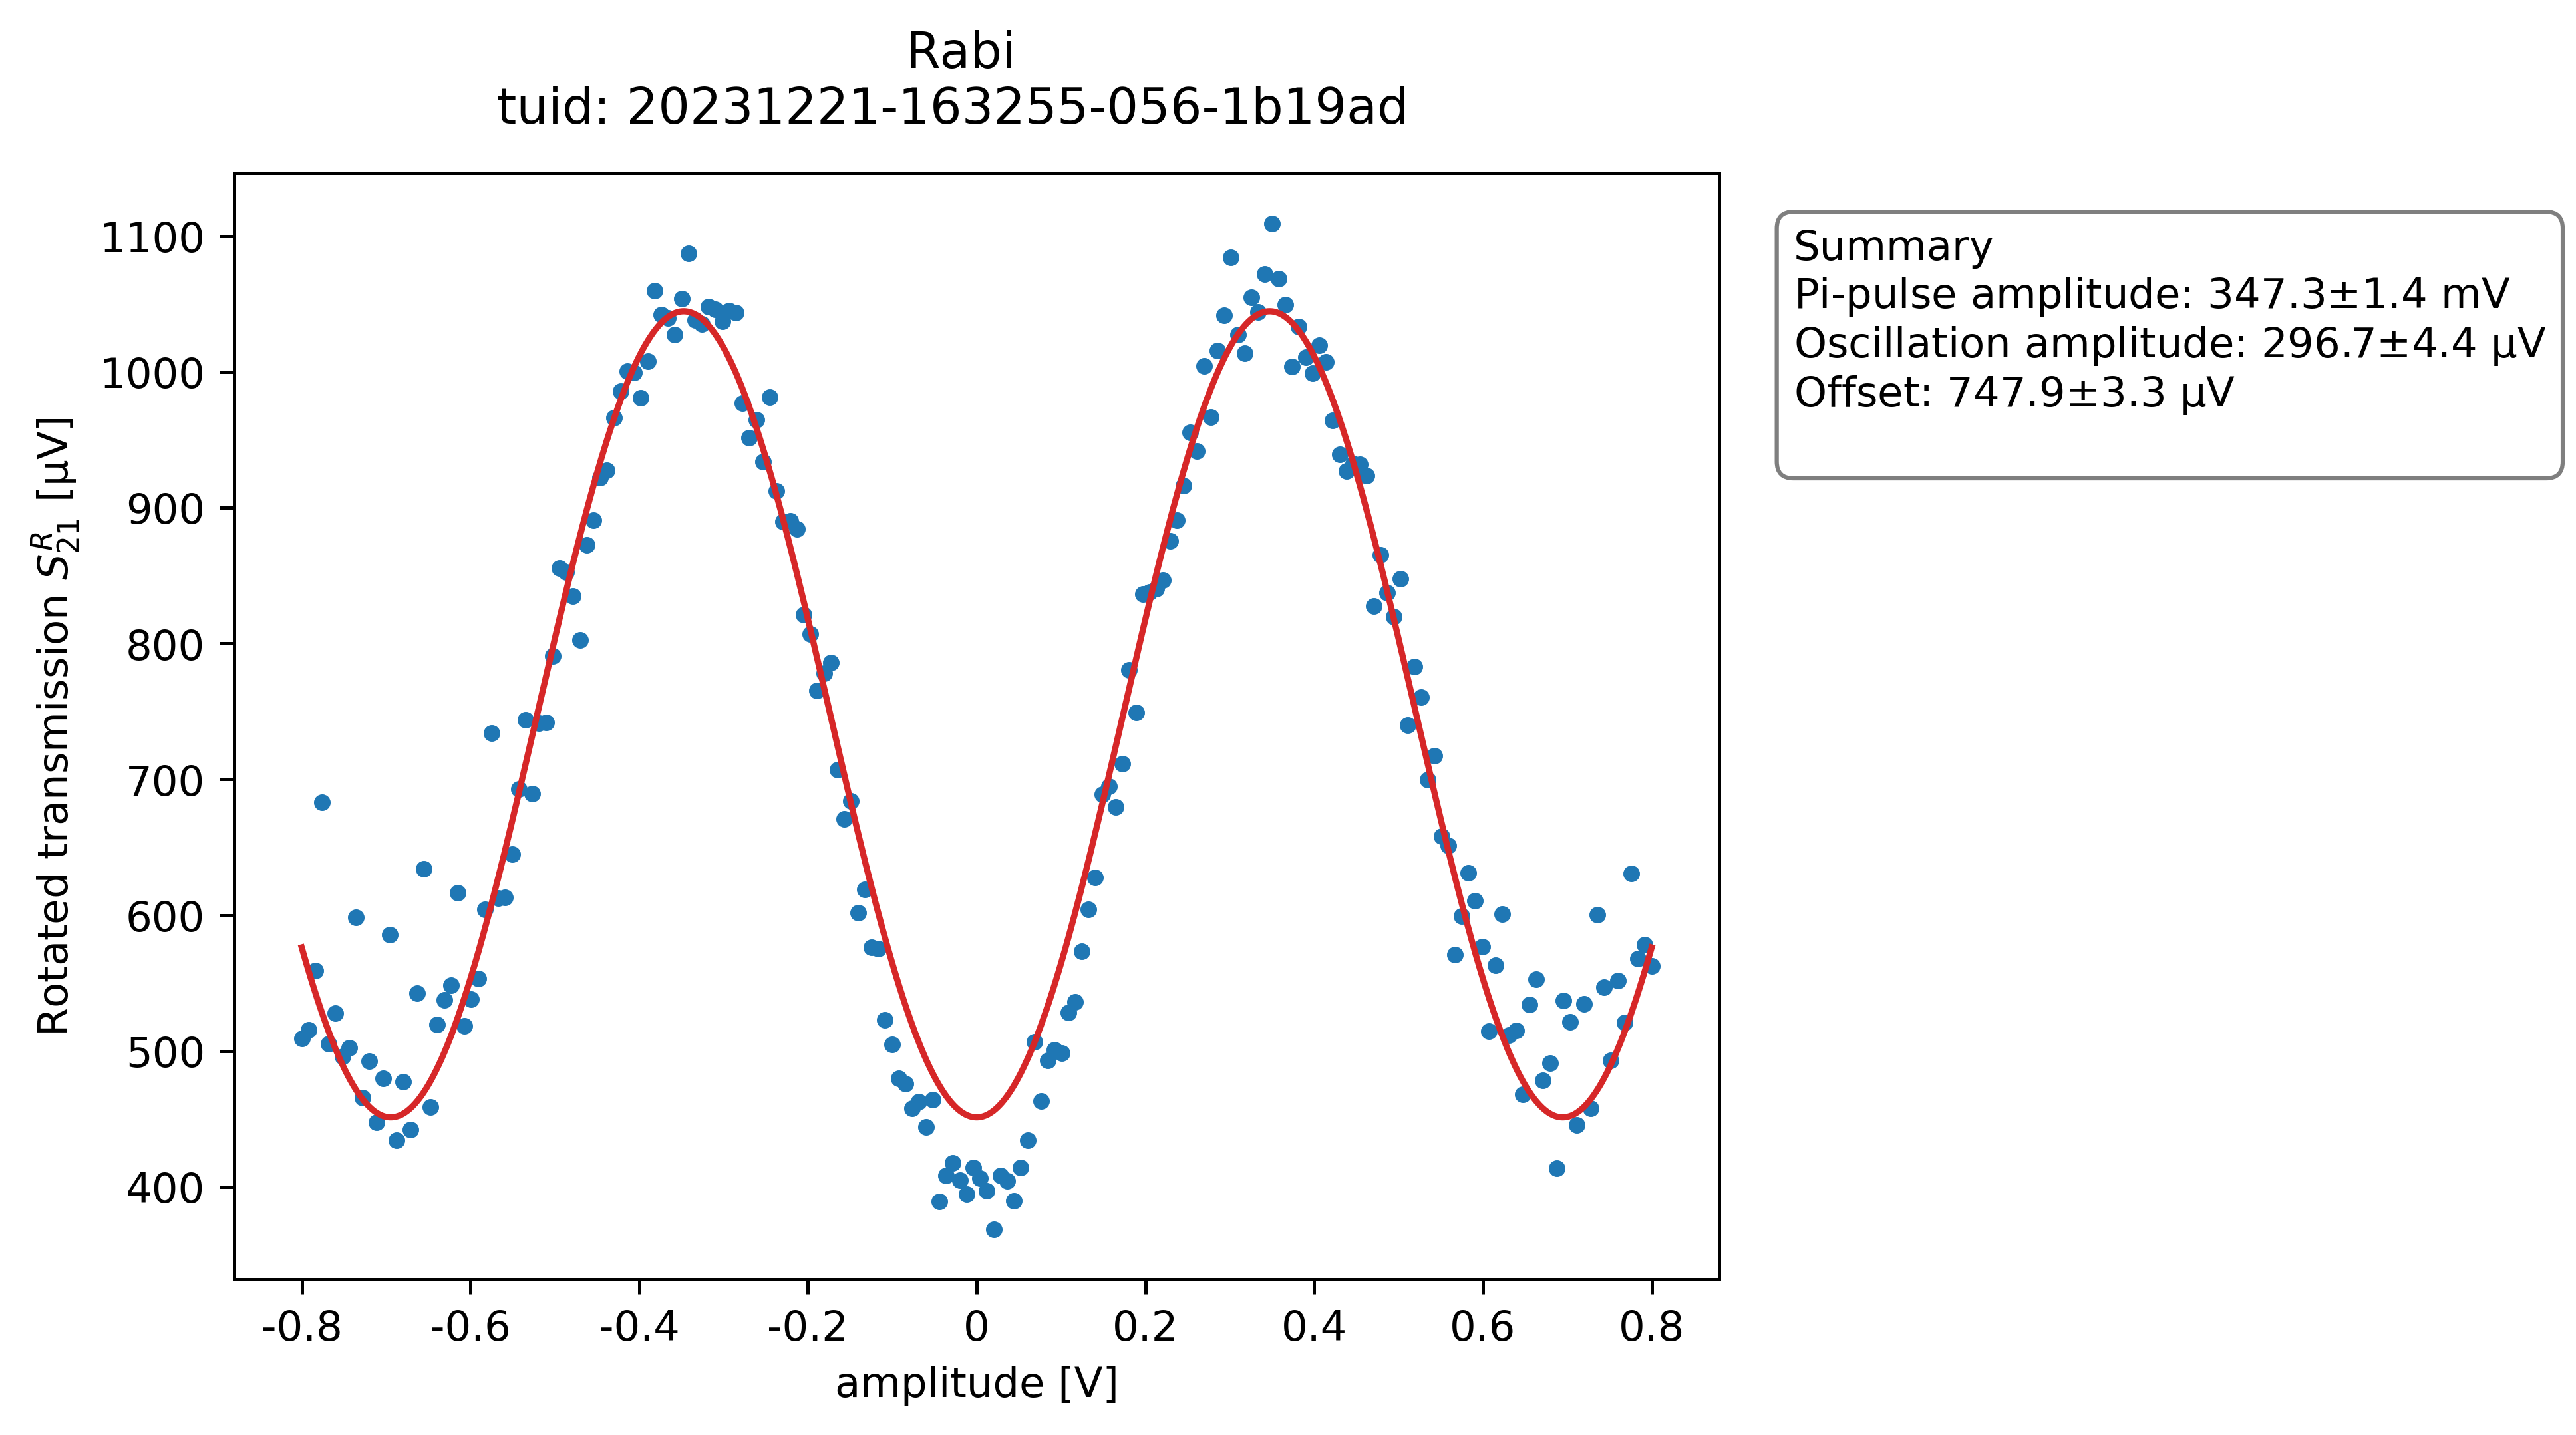 Rabi
tuid: 20231221-163255-056-1b19ad
Rotated transmission $S_{21}^{R}$ [µV]
1100
1000
900
800
700
600
500
400
-0.8 -0.6 -0.4 -0.2 0 0.2 0.4 0.6 0.8
amplitude [V]
Summary
Pi-pulse amplitude: 347.3±1.4 mV
Oscillation amplitude: 296.7±4.4 µV
Offset: 747.9±3.3 µV